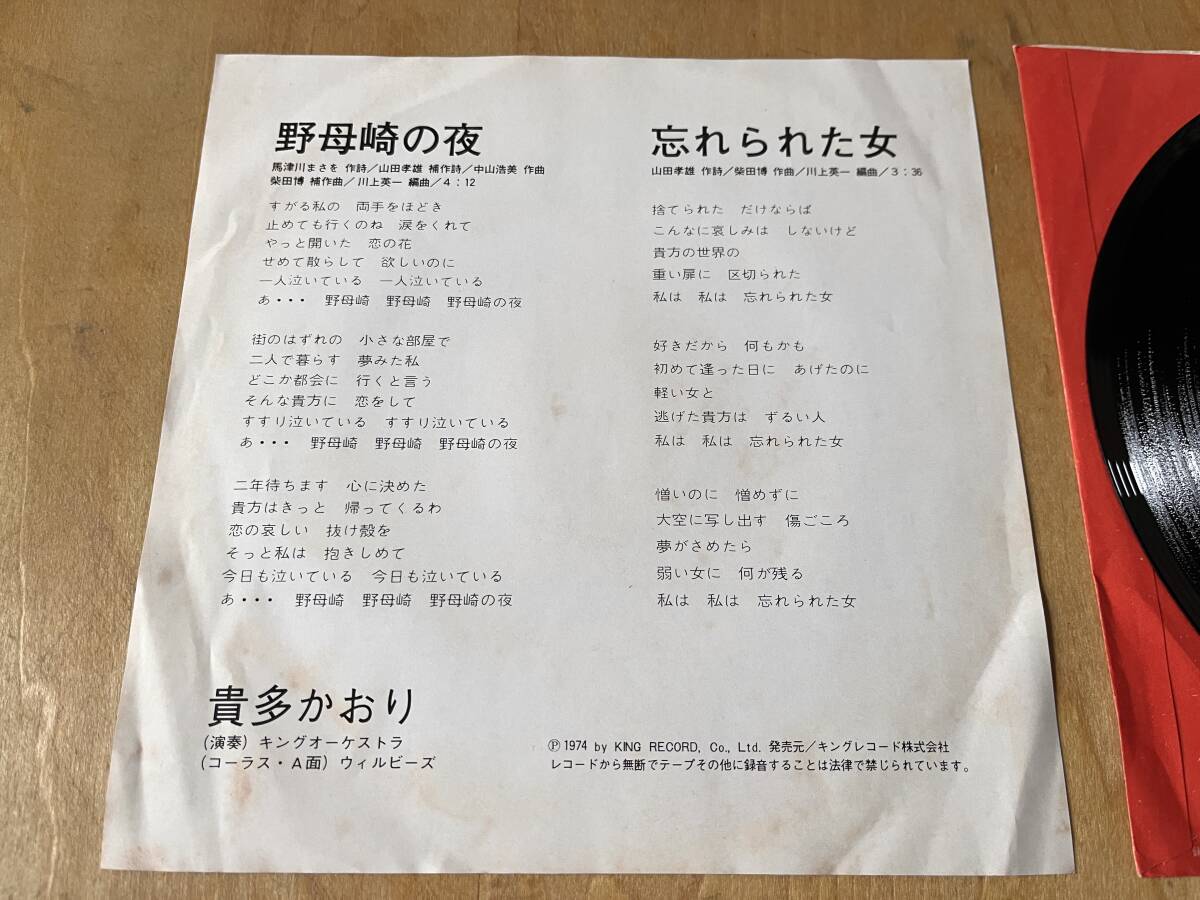 野母崎の夜
馬津川まさを 作詩／山田孝雄 補作詩／中山浩美 作曲
柴田博 補作曲／川上英一 編曲／4：12
すがる私の 両手をほどき
止めても行くのね 涙をくれて
やっと開いた 恋の花
せめて散らして 欲しいのに
一人泣いている 一人泣いている
あ・・・ 野母崎 野母崎 野母崎の夜
街のはずれの 小さな部屋で
二人で暮らす 夢みた私
どこか都会に 行くと言う
そんな貴方に 恋をして
すすり泣いている すすり泣いている
あ・・・ 野母崎 野母崎 野母崎の夜
二年待ちます 心に決めた
貴方はきっと 帰ってくるわ
恋の哀しい 抜け殻を
そっと私は 抱きしめて
今日も泣いている 今日も泣いている
あ・・・ 野母崎 野母崎 野母崎の夜
忘れられた女
山田孝雄 作詩／柴田博 作曲／川上英一 編曲／3：36
捨てられた だけならば
こんなに哀しみは しないけど
貴方の世界の
重い扉に 区切られた
私は 私は 忘れられた女
好きだから 何もかも
初めて逢った日に あげたのに
軽い女と
逃げた貴方は ずるい人
私は 私は 忘れられた女
憎いのに 憎めずに
大空に写し出す 傷ごころ
夢がさめたら
弱い女に 何が残る
私は 私は 忘れられた女
貴多かおり
(演奏) キングオーケストラ
(コーラス・A面) ウィルビーズ
Ⓟ 1974 by KING RECORD, Co., Ltd. 発売元／キングレコード株式会社
レコードから無断でテープその他に録音することは法律で禁じられています。